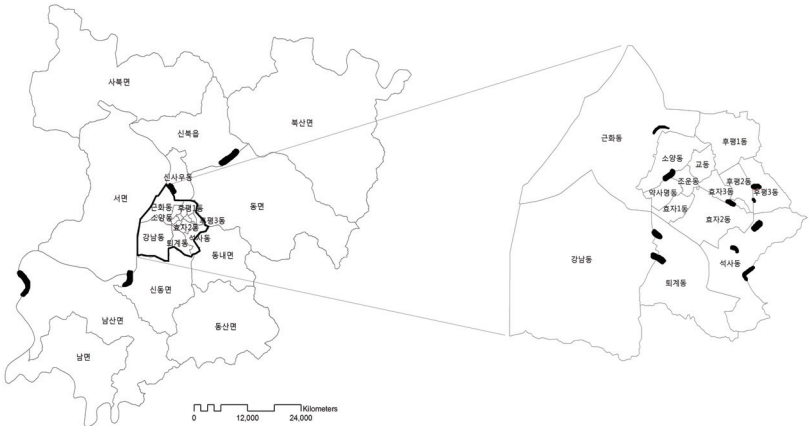 사북면
북산면
신북읍
신사우동
서면
근화동
후평1동
소양동
후평3동
동면
효자2동
강남동
퇴계동
석사동
동내면
신동면
남산면
동산면
남면
Kilometers
0 12,000 24,000
근화동
후평1동
소양동
교동
후평2동
조운동
약사명동
효자3동
후평3동
효자1동
효자2동
강남동
석사동
퇴계동